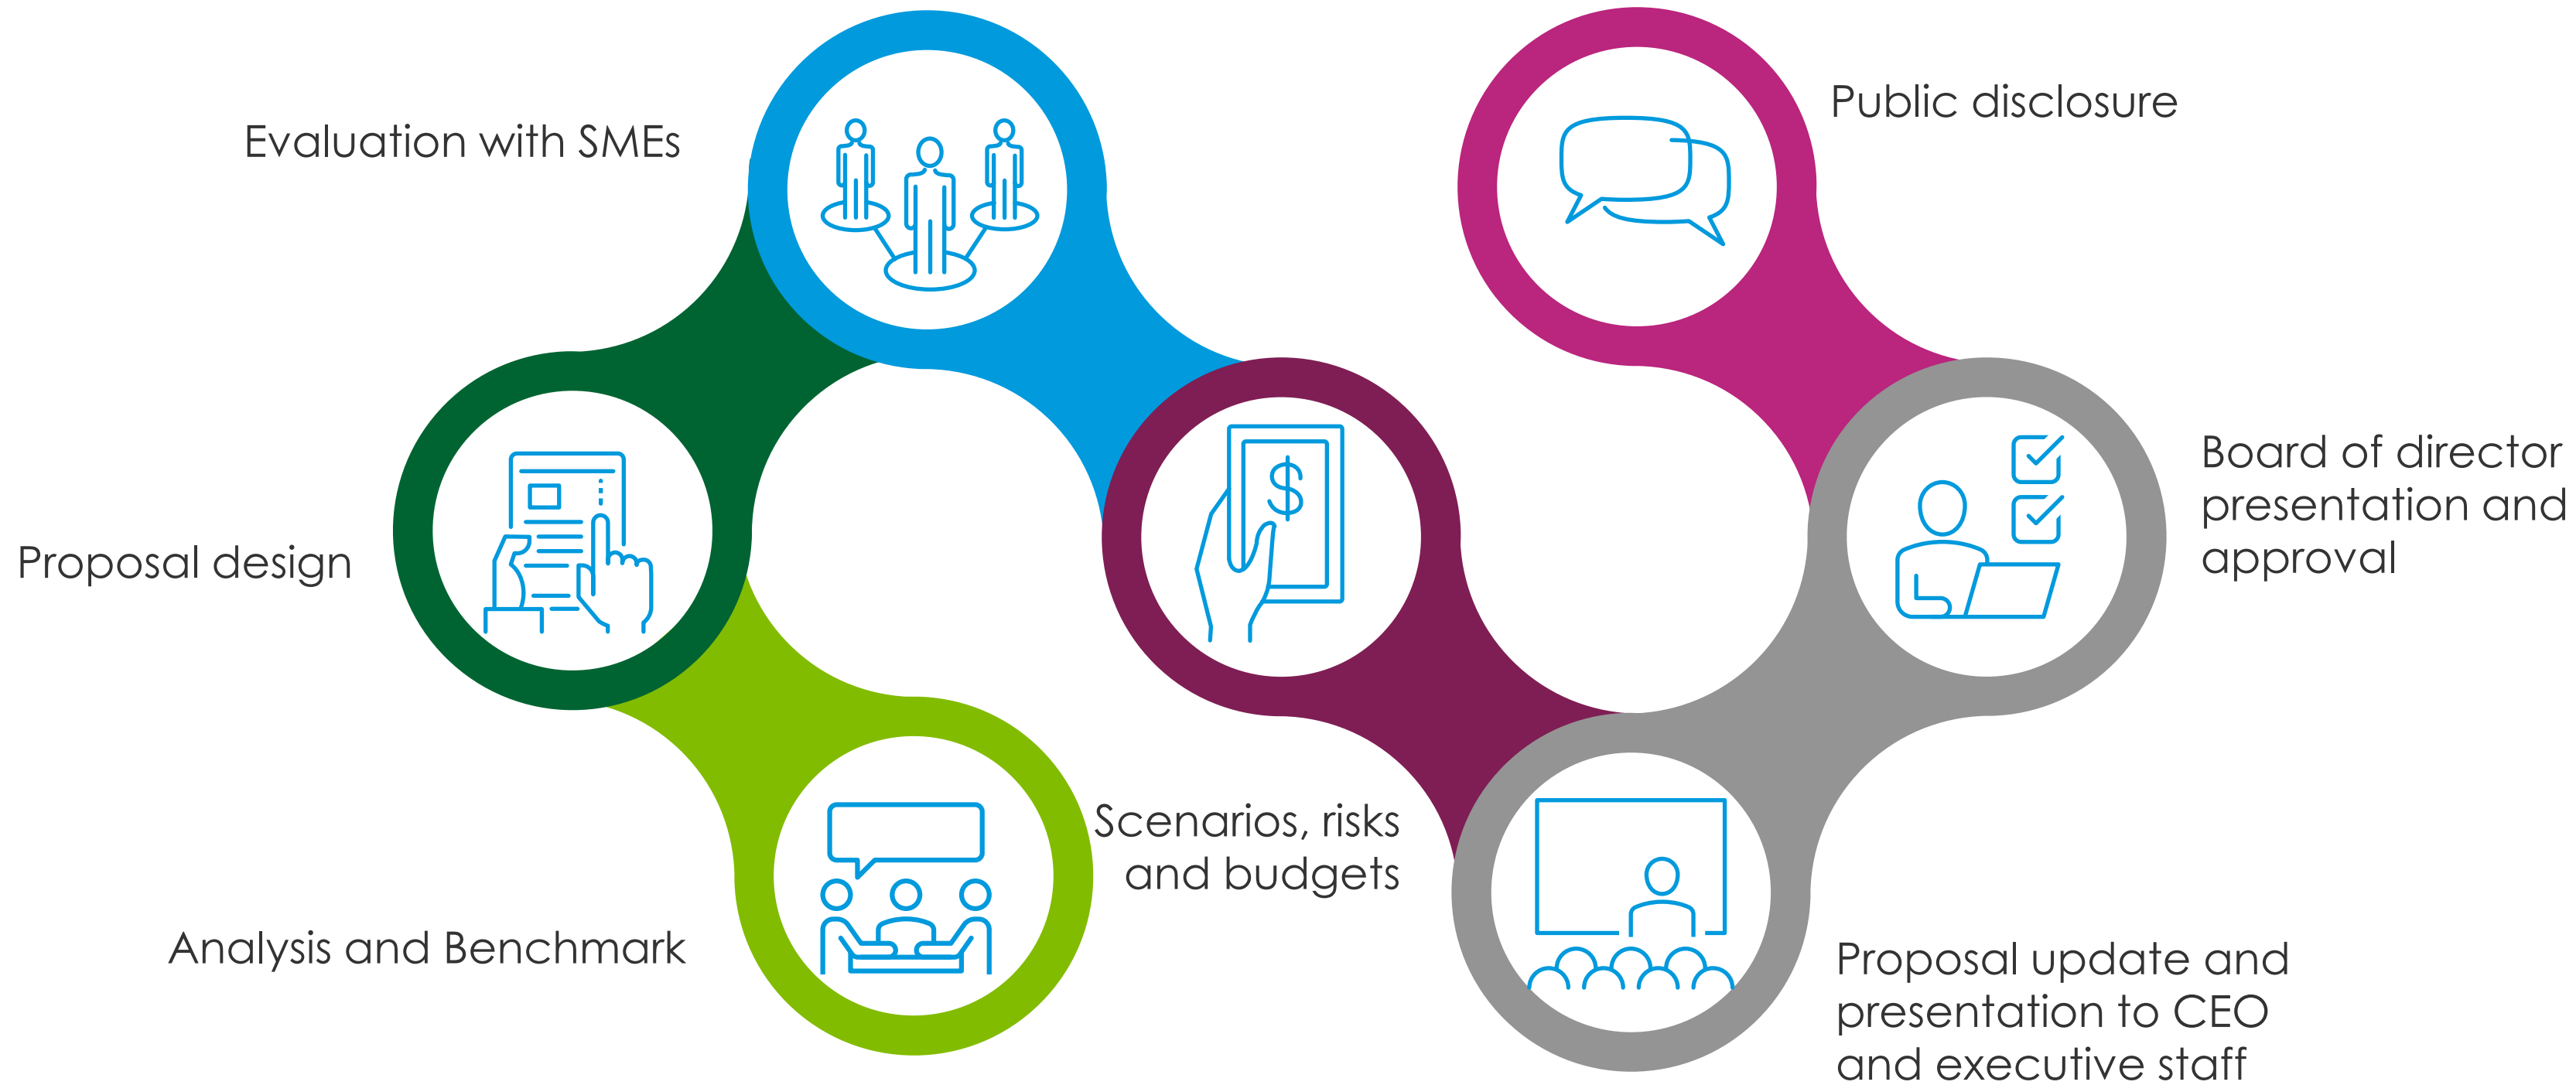 Evaluation with SMEs
Public disclosure
Proposal design
Board of director
presentation and
approval
$
Scenarios, risks
and budgets
Analysis and Benchmark
Proposal update and
presentation to CEO
and executive staff